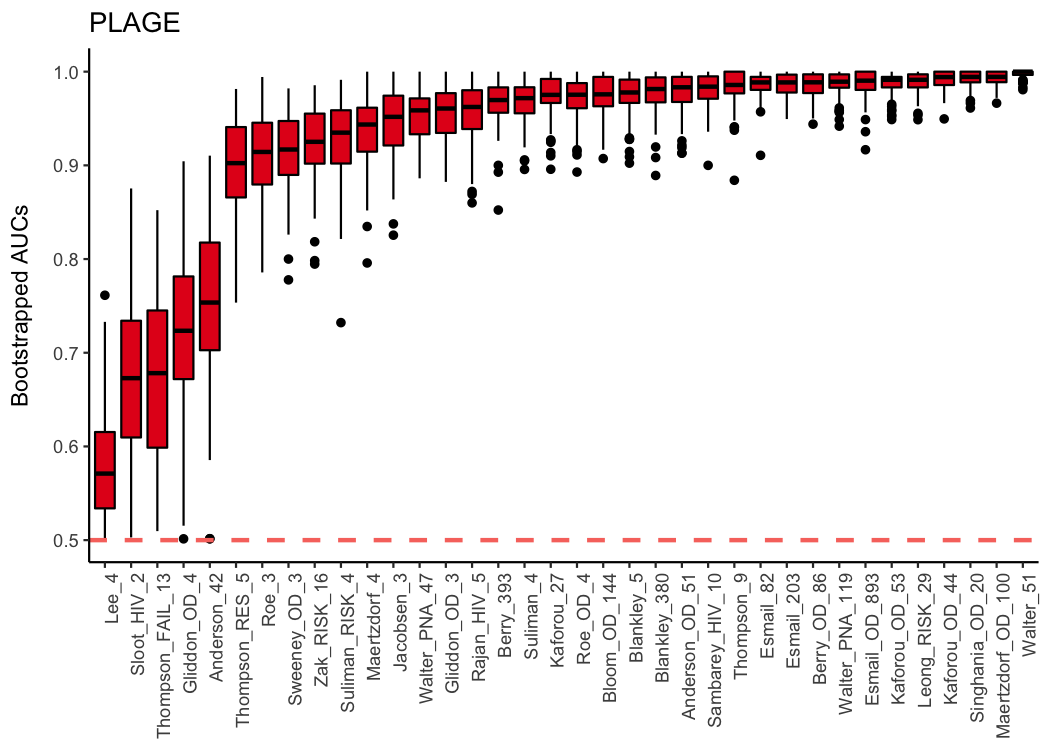 PLAGE
Bootstrapped AUCs
1.0
0.9
0.8
0.7
0.6
0.5
Lee_4
Sloot_HIV_2
Thompson_FAIL_13
Gliddon_OD_4
Anderson_42
Thompson_RES_5
Roe_3
Sweeney_OD_3
Zak_RISK_16
Suliman_RISK_4
Maertzdorf_4
Jacobsen_3
Walter_PNA_47
Gliddon_OD_3
Rajan_HIV_5
Berry_393
Suliman_4
Kaforou_27
Roe_OD_4
Bloom_OD_144
Blankley_5
Blankley_380
Anderson_OD_51
Sambarey_HIV_10
Thompson_9
Esmail_82
Esmail_203
Berry_OD_86
Walter_PNA_119
Esmail_OD_893
Kaforou_OD_53
Leong_RISK_29
Kaforou_OD_44
Singhania_OD_20
Maertzdorf_OD_100
Walter_51